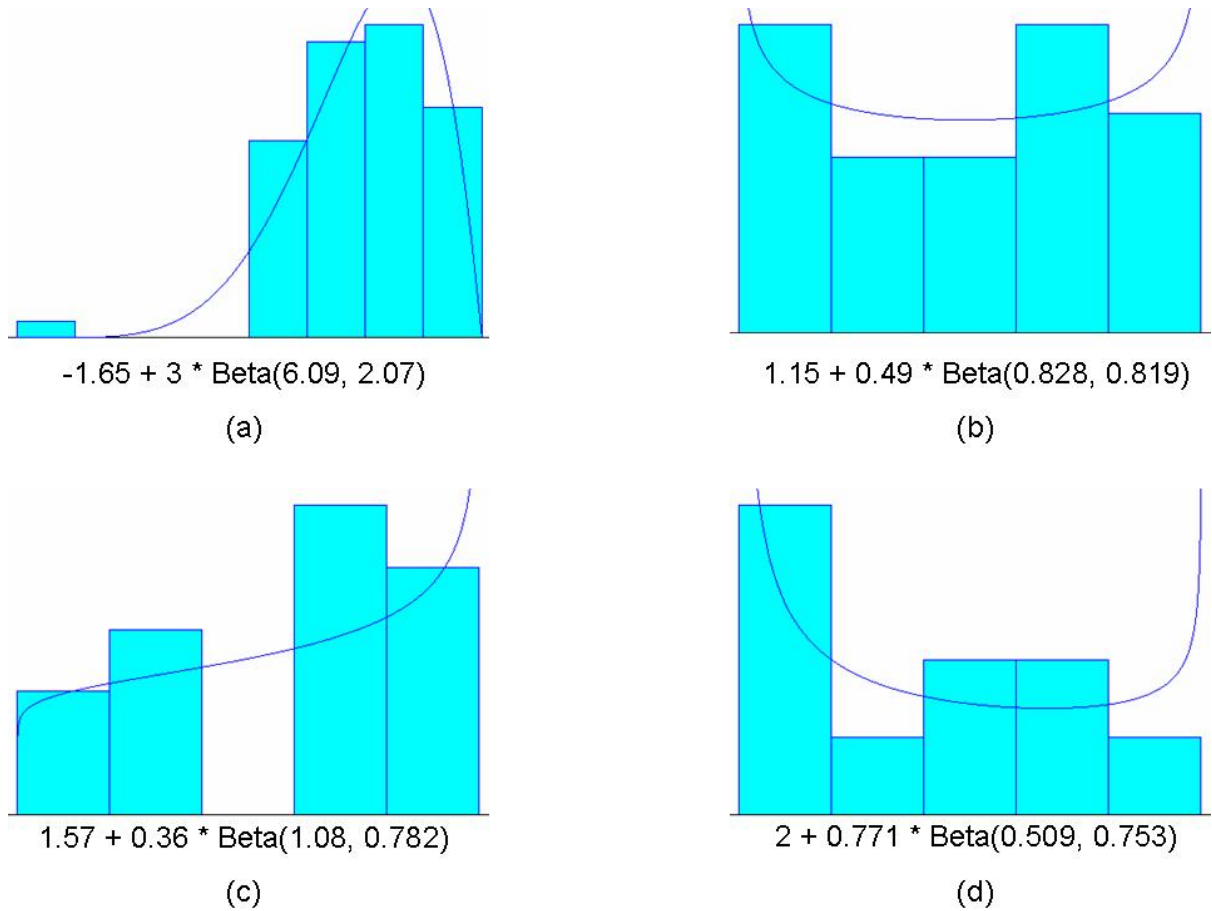 -1.65 + 3 * Beta(6.09, 2.07)
(a)
1.15 + 0.49 * Beta(0.828, 0.819)
(b)
1.57 + 0.36 * Beta(1.08, 0.782)
(c)
2 + 0.771 * Beta(0.509, 0.753)
(d)